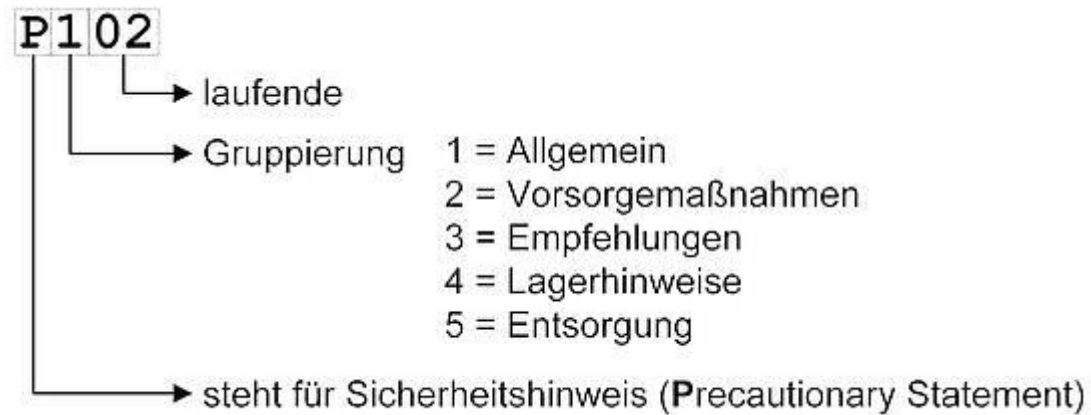 P102
laufende
Gruppierung 1 = Allgemein
2 = Vorsorgemaßnahmen
3 = Empfehlungen
4 = Lagerhinweise
5 = Entsorgung
steht für Sicherheitshinweis (Precautionary Statement)